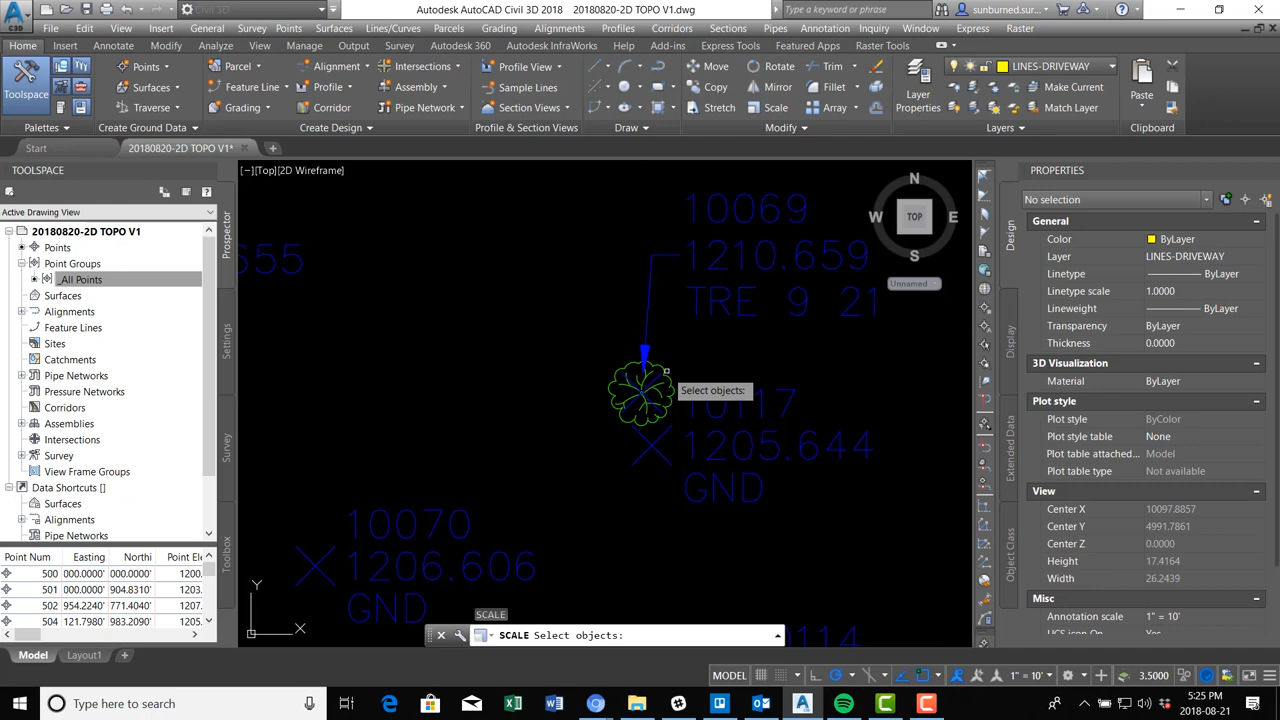 C3D
Civil 3D
Autodesk AutoCAD Civil 3D 2018 20180820-2D TOPO V1.dwg
Type a keyword or phrase
sunburned.sur...
File Edit View Insert General Survey Points Surfaces Lines/Curves Parcels Grading Alignments Profiles Corridors Sections Pipes Annotation Inquiry Window Express Raster
Home Insert Annotate Modify Analyze View Manage Output Survey Autodesk 360 Autodesk InfraWorks Help Add-ins Express Tools Featured Apps Raster Tools
Toolspace
Points Parcel Alignment Intersections Profile View Move Rotate Trim
Surfaces Feature Line Profile Assembly Sample Lines Copy Mirror Fillet
Traverse Grading Corridor Pipe Network Section Views Stretch Scale Array
Layer Properties
LINES-DRIVEWAY
Make Current
Match Layer
Paste
Palettes Create Ground Data Create Design Profile & Section Views Draw Modify Layers Clipboard
Start 20180820-2D TOPO V1*
TOOLSPACE
Active Drawing View
20180820-2D TOPO V1
Points
Point Groups
_All Points
Surfaces
Alignments
Feature Lines
Sites
Catchments
Pipe Networks
Pressure Networks
Corridors
Assemblies
Intersections
Survey
View Frame Groups
Data Shortcuts []
Surfaces
Alignments
Pipe Networks
Prospector
Settings
Survey
Toolbox
Point Num Easting Northi Point Ele
500 000.0000' 000.0000' 1200.
501 000.0000' 904.8310' 1203.
502 954.2240' 771.4040' 1207.
504 121.7980' 983.2090' 1205.
[−][Top][2D Wireframe]
655
10069
1210.659
TRE 9 21
10117
1205.644
GND
10070
1206.606
GND
0114
Select objects:
N
W TOP E
S
Unnamed
Y
X
SCALE
SCALE Select objects:
PROPERTIES
No selection
General
Color ByLayer
Layer LINES-DRIVEWAY
Linetype ByLayer
Linetype scale 1.0000
Lineweight ByLayer
Transparency ByLayer
Thickness 0.0000
3D Visualization
Material ByLayer
Plot style
Plot style ByColor
Plot style table None
Plot table attached... Model
Plot table type Not available
View
Center X 10097.8857
Center Y 4991.7861
Center Z 0.0000
Height 17.4164
Width 26.2439
Misc
Annotation scale 1" = 10'
UCS icon On Yes
Design
Display
Extended Data
Object Class
Model Layout1
MODEL 1" = 10' 3.5000
Type here to search
5:25 PM
2018-08-21